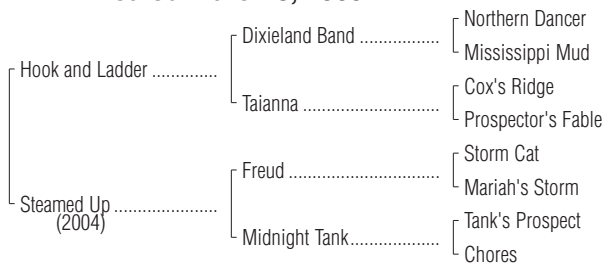 Northern Dancer
Dixieland Band ..................
Mississippi Mud
Hook and Ladder ..............
Cox's Ridge
Taianna ...............................
Prospector's Fable
Storm Cat
Freud ...................................
Mariah's Storm
Steamed Up ......................
(2004)
Tank's Prospect
Midnight Tank....................
Chores